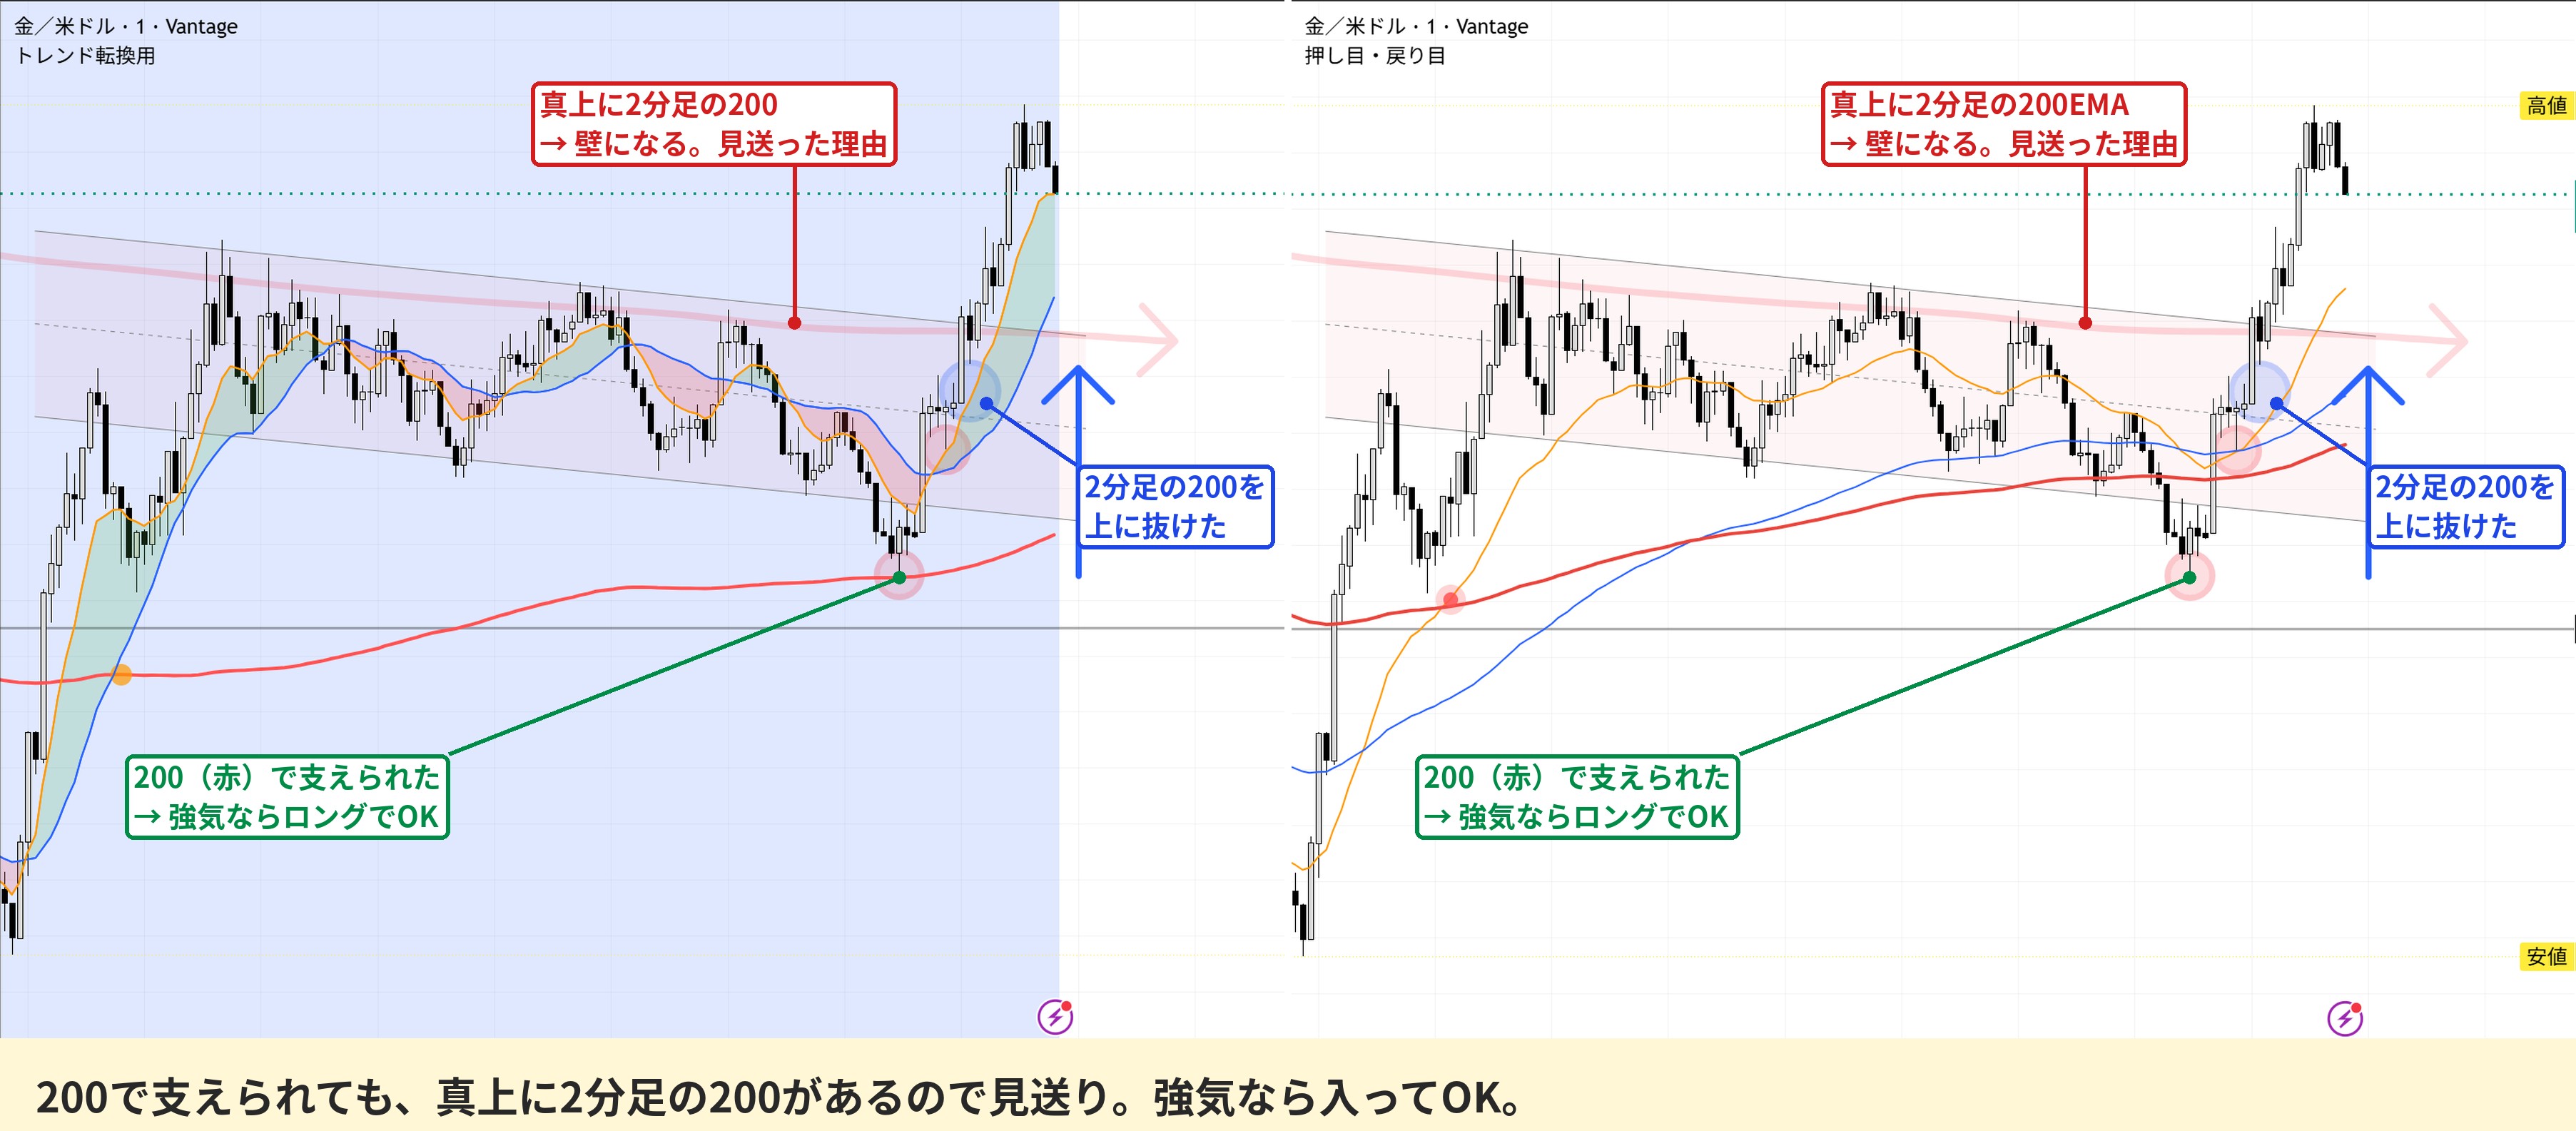 金／米ドル・1・Vantage
トレンド転換用
真上に2分足の200
→ 壁になる。見送った理由
2分足の200を
上に抜けた
200（赤）で支えられた
→ 強気ならロングでOK
金／米ドル・1・Vantage
押し目・戻り目
真上に2分足の200EMA
→ 壁になる。見送った理由
高値
2分足の200を
上に抜けた
200（赤）で支えられた
→ 強気ならロングでOK
安値
200で支えられても、真上に2分足の200があるので見送り。強気なら入ってOK。